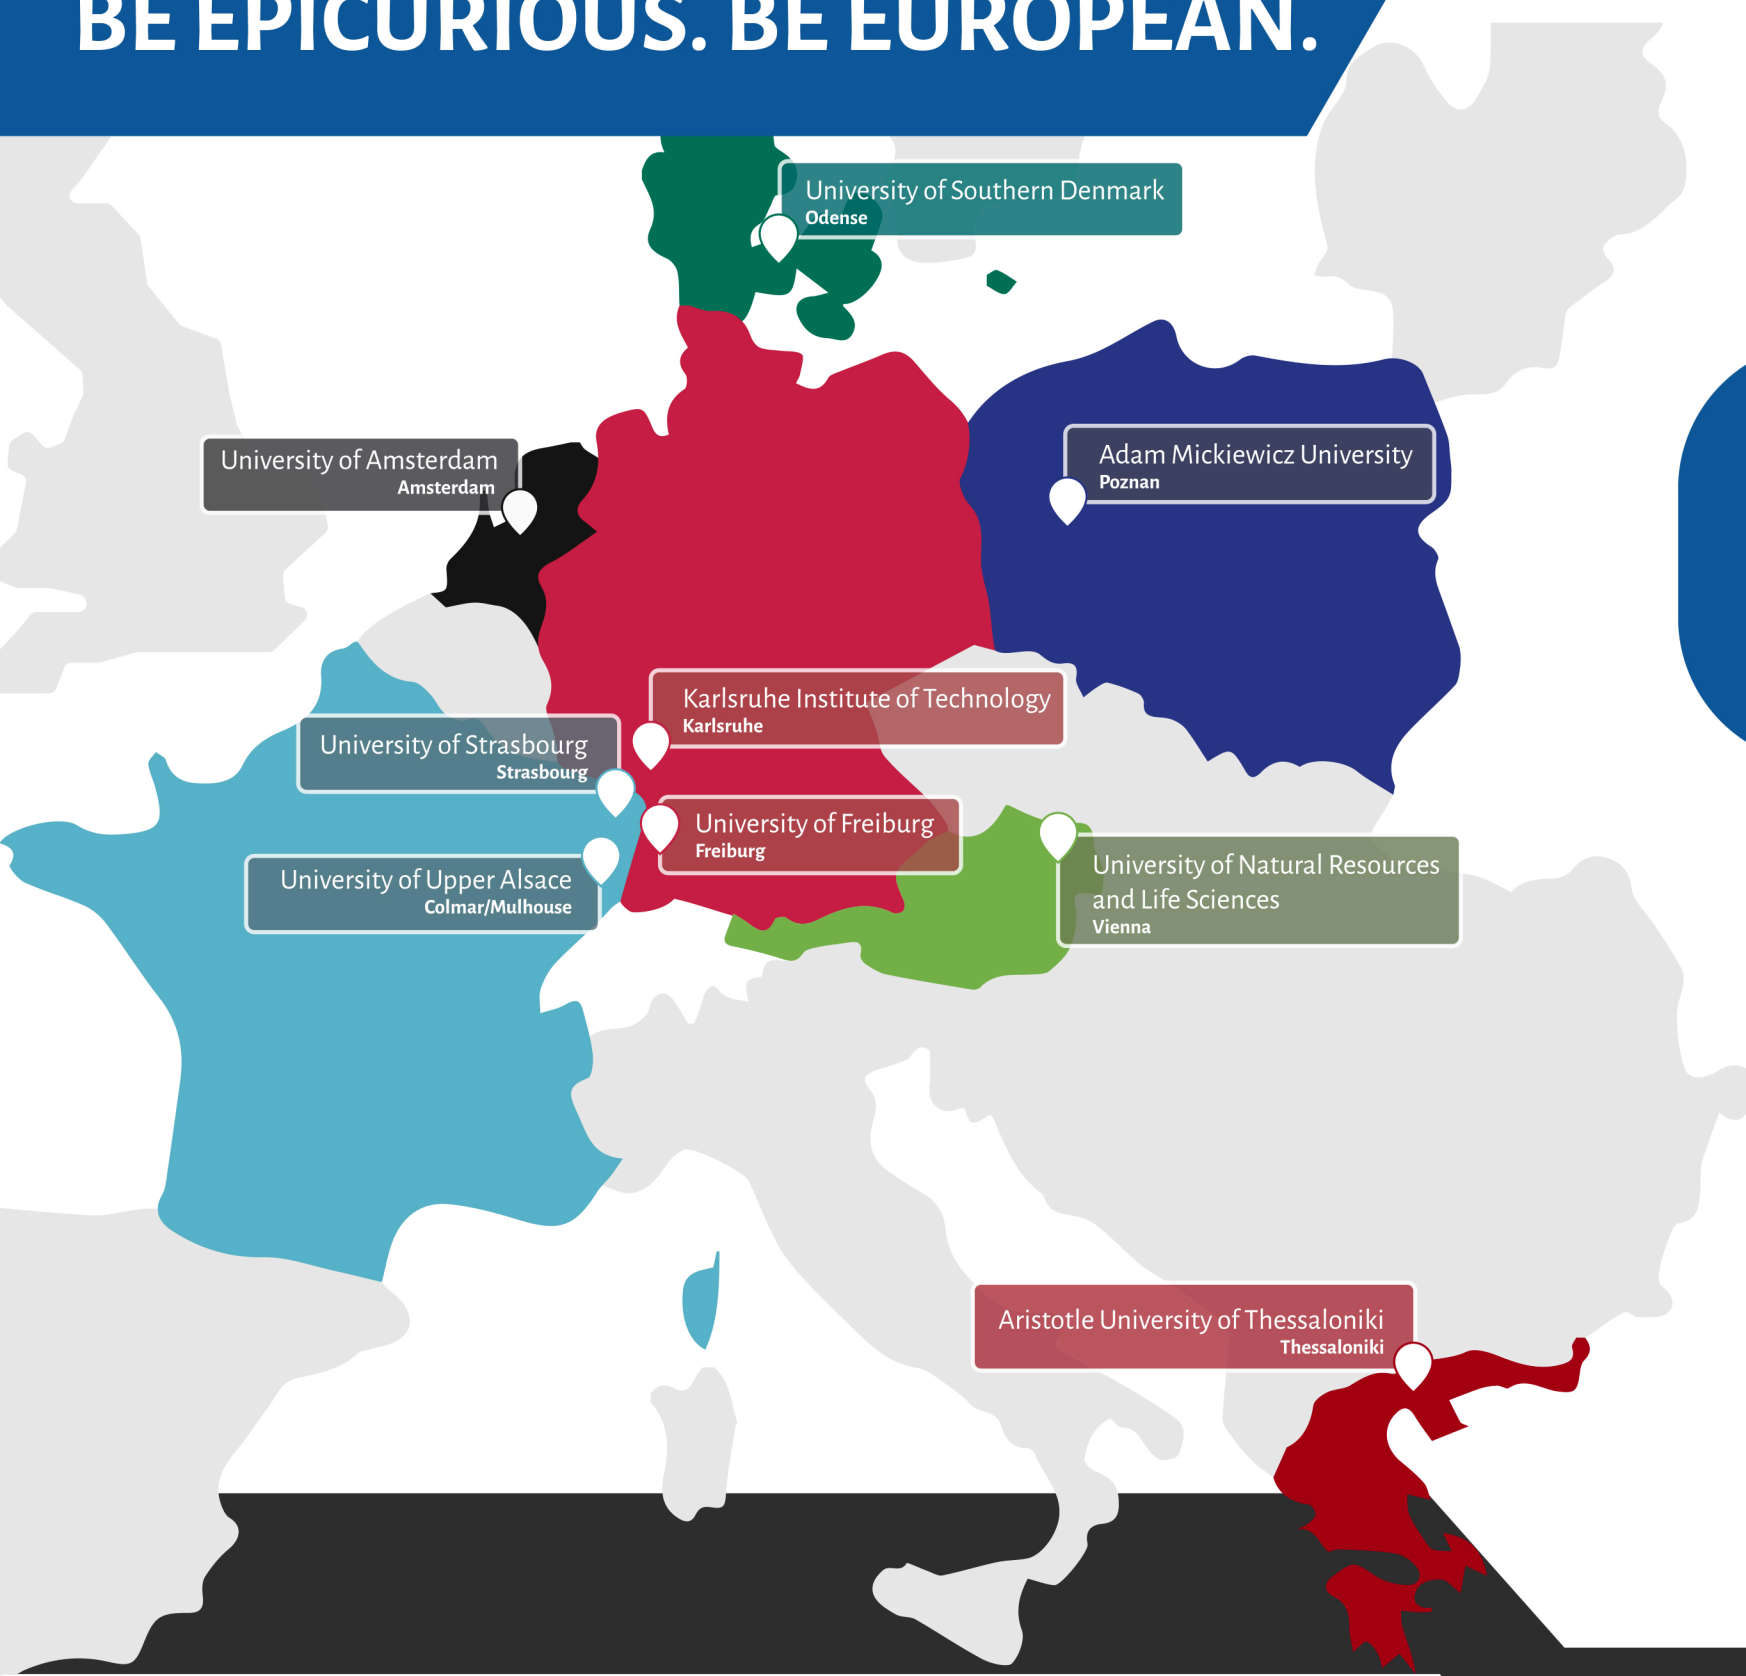 BE EPICURIOUS. BE EUROPEAN.
University of Southern Denmark
Odense
University of Amsterdam
Amsterdam
Adam Mickiewicz University
Poznan
Karlsruhe Institute of Technology
Karlsruhe
University of Strasbourg
Strasbourg
University of Freiburg
Freiburg
University of Upper Alsace
Colmar/Mulhouse
University of Natural Resources
and Life Sciences
Vienna
Aristotle University of Thessaloniki
Thessaloniki